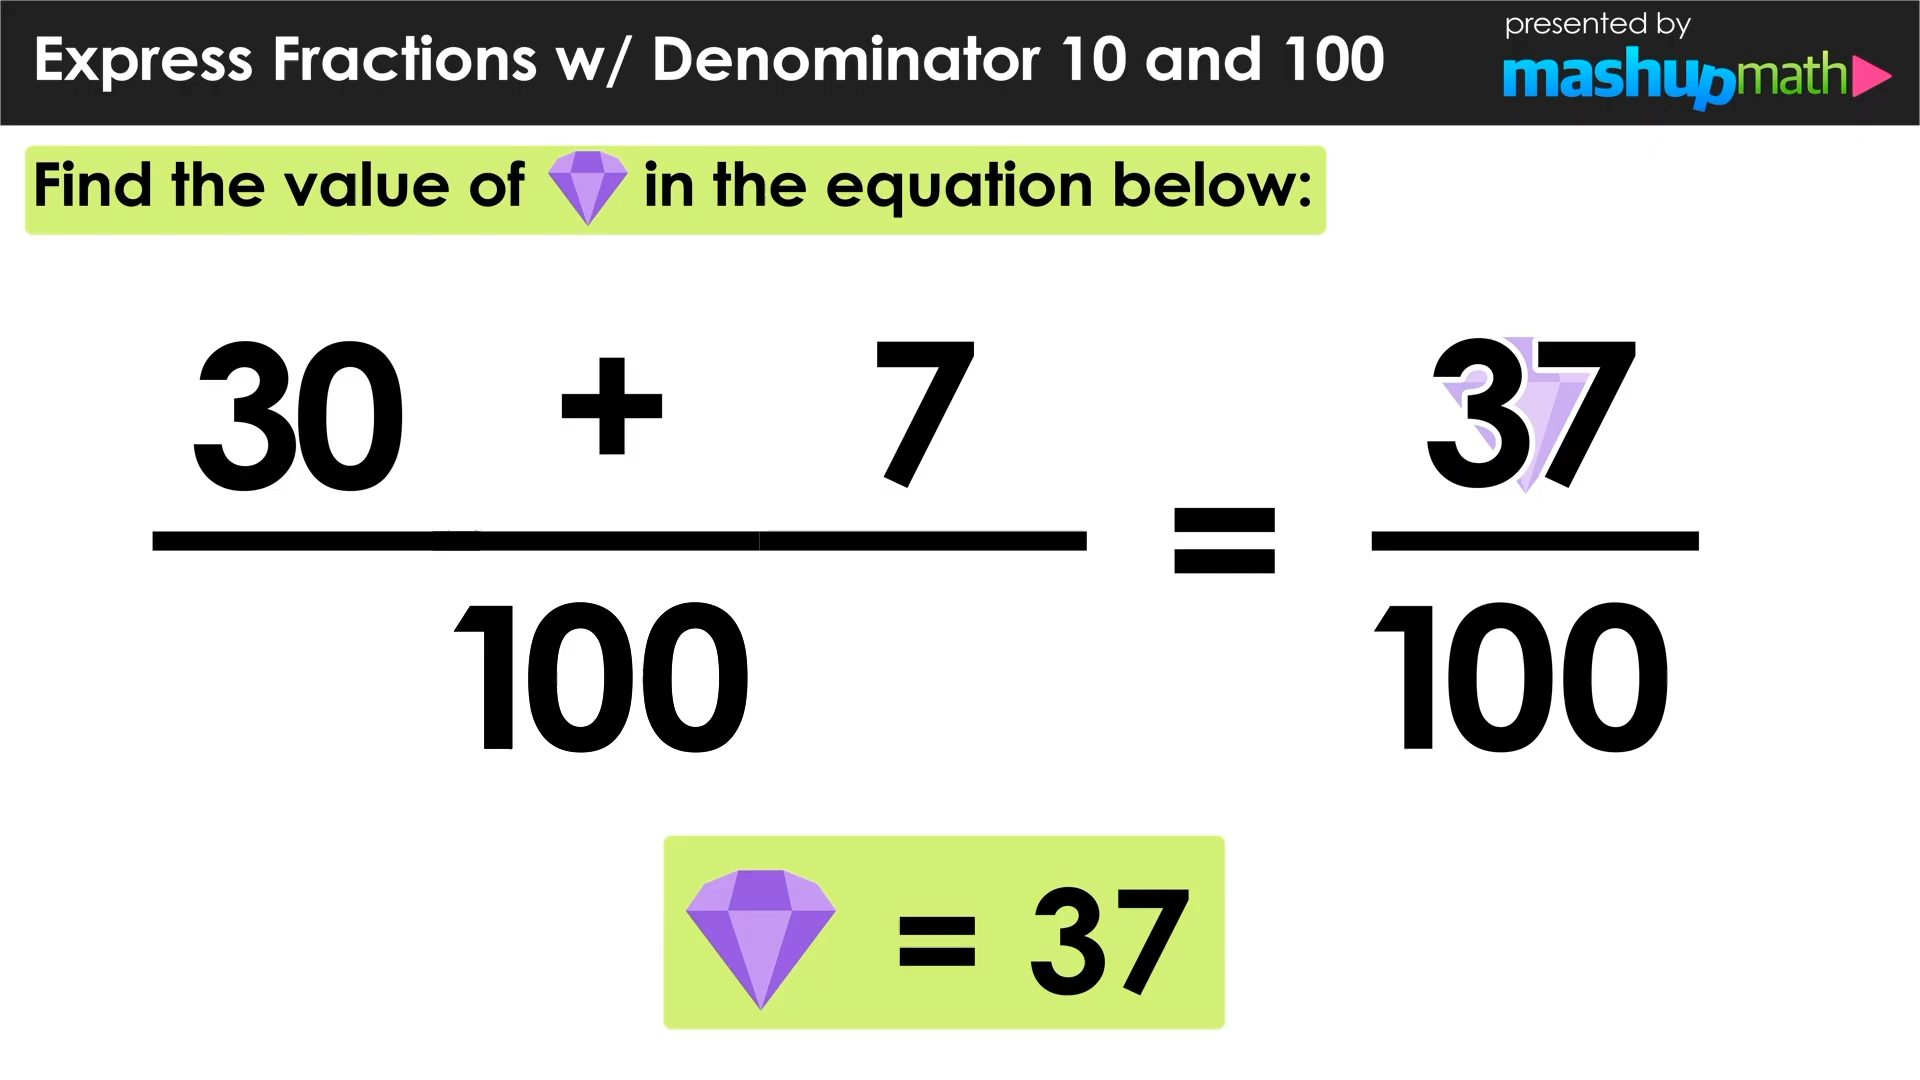 Express Fractions w/ Denominator 10 and 100
presented by
mashupmath
Find the value of in the equation below:
30 + 7
100
=
37
100
= 37